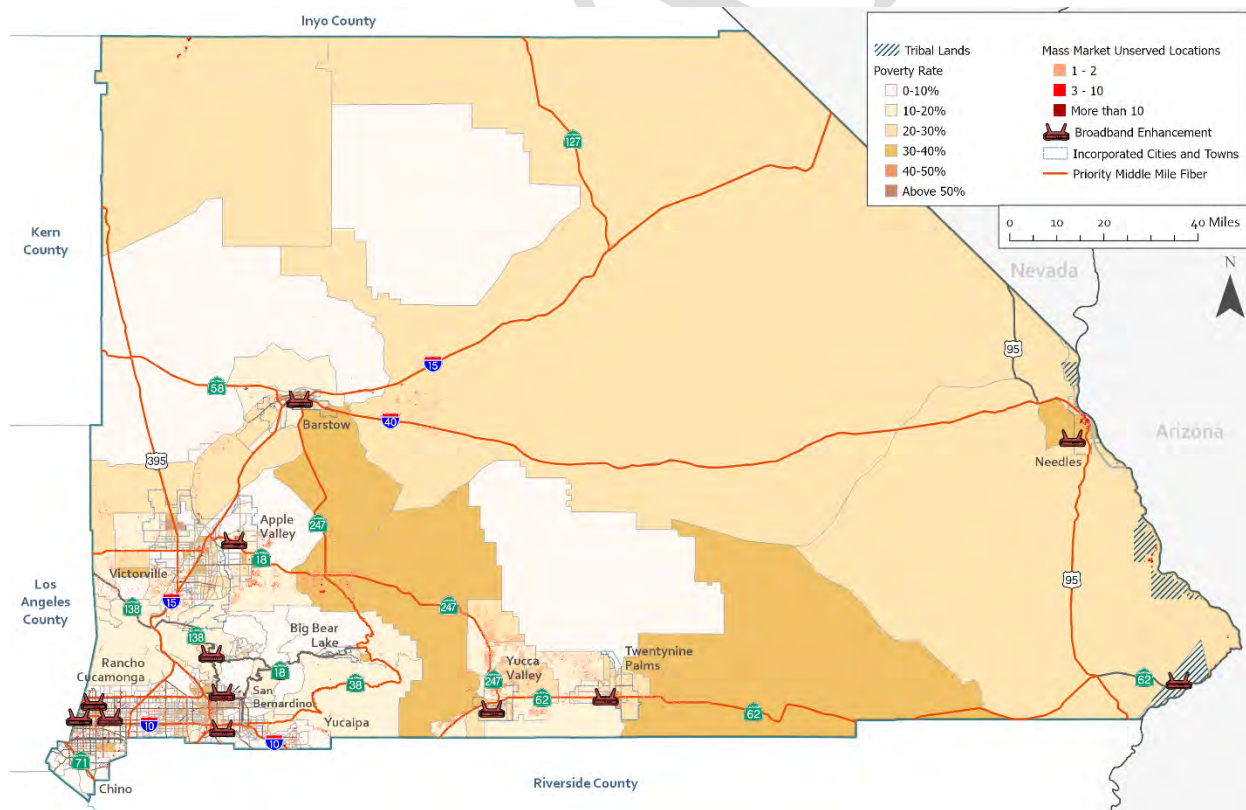 Inyo County
Tribal Lands
Poverty Rate
0-10%
10-20%
20-30%
30-40%
40-50%
Above 50%
Mass Market Unserved Locations
1 - 2
3 - 10
More than 10
Broadband Enhancement
Incorporated Cities and Towns
Priority Middle Mile Fiber
0 10 20 40 Miles
N
Nevada
Arizona
Kern
County
Los
Angeles
County
Riverside County
127
15
58
40
95
395
Barstow
Needles
247
Apple
Valley
18
Victorville
15
138
247
95
138
Big Bear
Lake
18
38
Rancho
Cucamonga
San
Bernardino
Yucaipa
10
10
71
Chino
Yucca
Valley
247
62
Twentynine
Palms
62
62